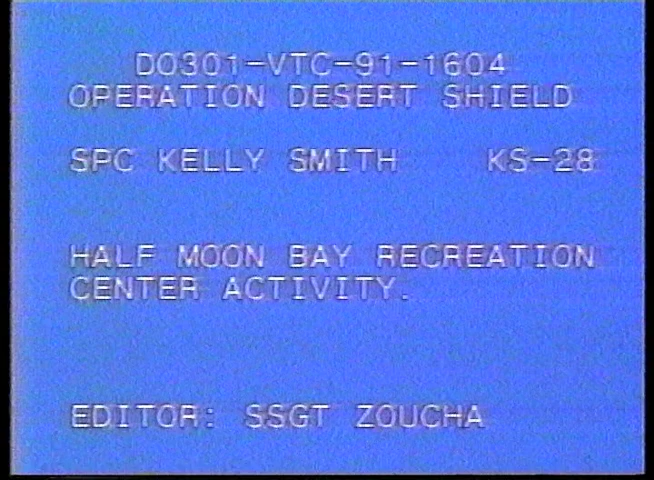 DO301-VTC-91-1604
OPERATION DESERT SHIELD
SPC KELLY SMITH KS-28
HALF MOON BAY RECREATION
CENTER ACTIVITY.
EDITOR: SSGT ZOUCHA